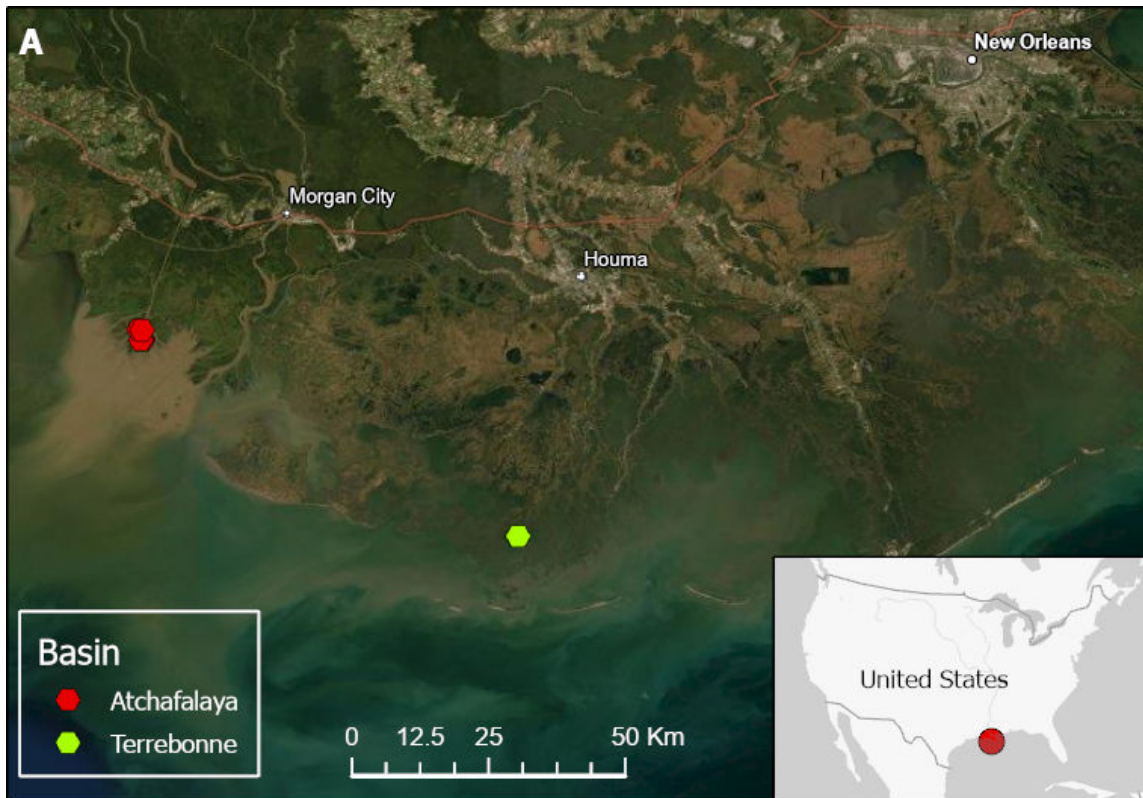 A
New Orleans
Morgan City
Houma
Basin
Atchafalaya
Terrebonne
0 12.5 25 50 Km
United States